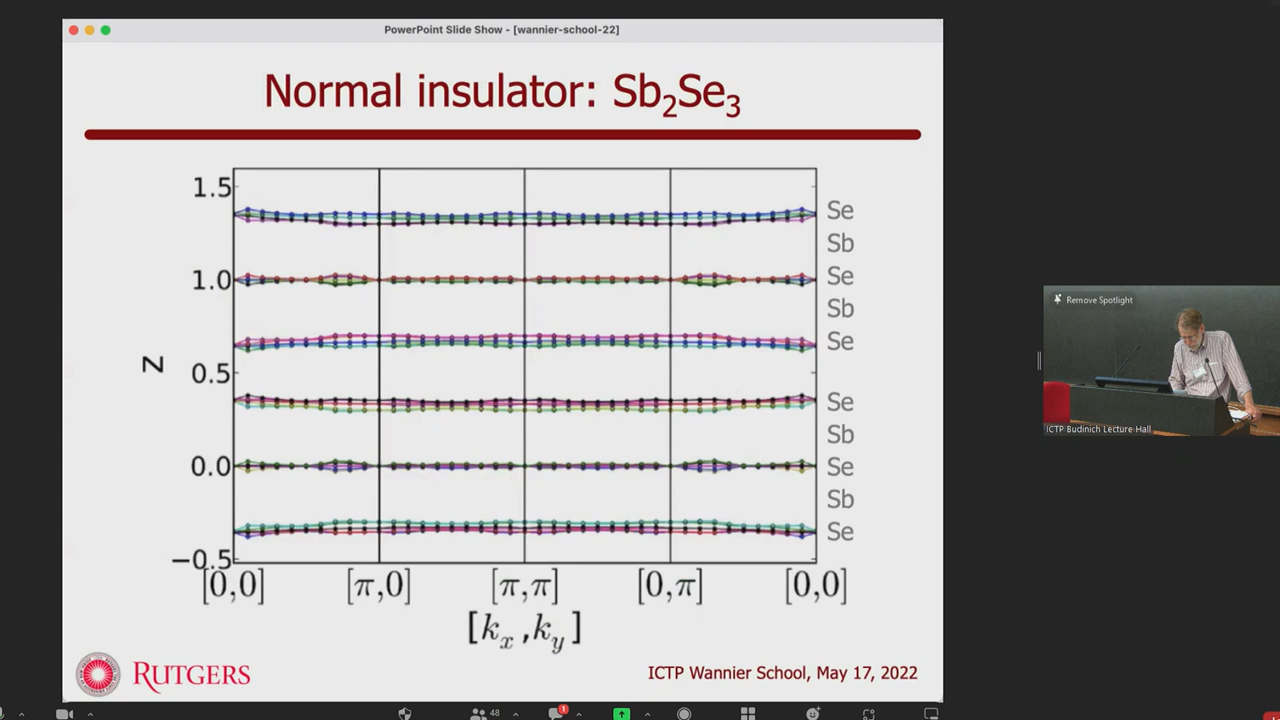 PowerPoint Slide Show - [wannier-school-22]
Normal insulator: Sb₂Se₃
1.5
1.0
0.5
0.0
−0.5
z
Se
Sb
Se
Sb
Se
Se
Sb
Se
Sb
Se
[0,0] [π,0] [π,π] [0,π] [0,0]
[kₓ,k_y]
RUTGERS
ICTP Wannier School, May 17, 2022
Remove Spotlight
ICTP Budinich Lecture Hall
48
1